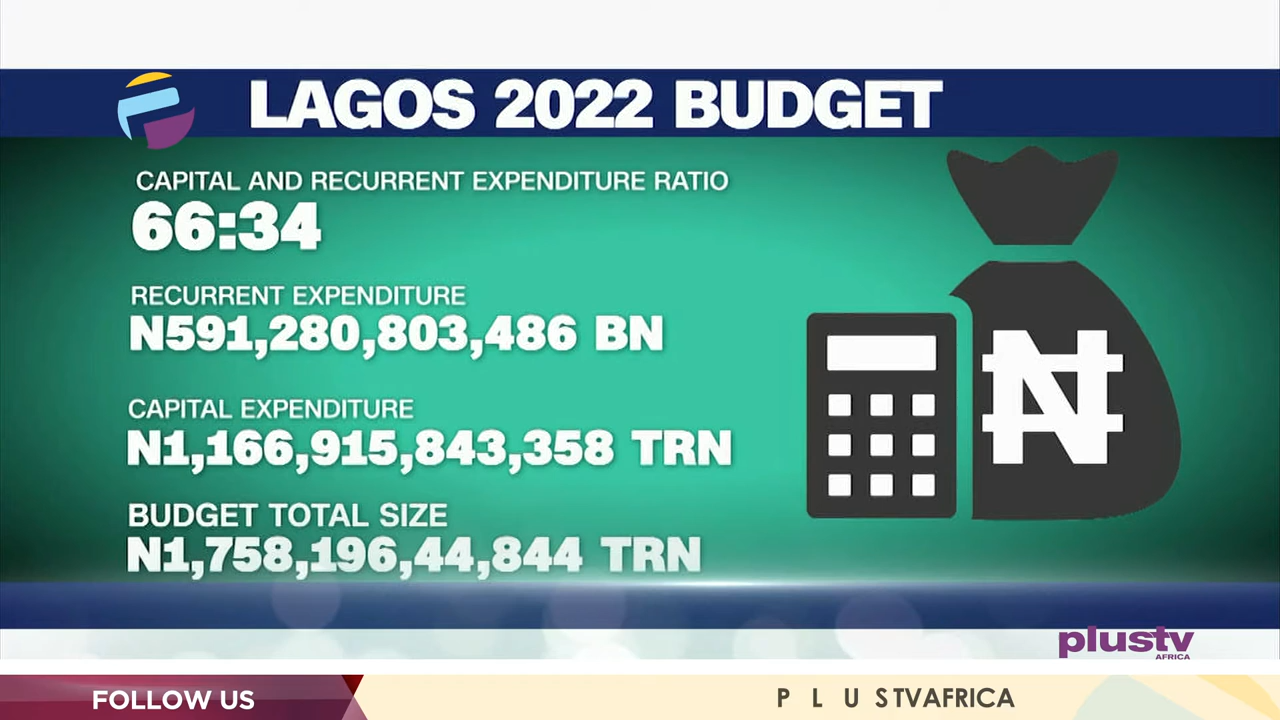 LAGOS 2022 BUDGET
CAPITAL AND RECURRENT EXPENDITURE RATIO
66:34
RECURRENT EXPENDITURE
N591,280,803,486 BN
CAPITAL EXPENDITURE
N1,166,915,843,358 TRN
BUDGET TOTAL SIZE
N1,758,196,44,844 TRN
₦
plustv
AFRICA
FOLLOW US
P L U STVAFRICA